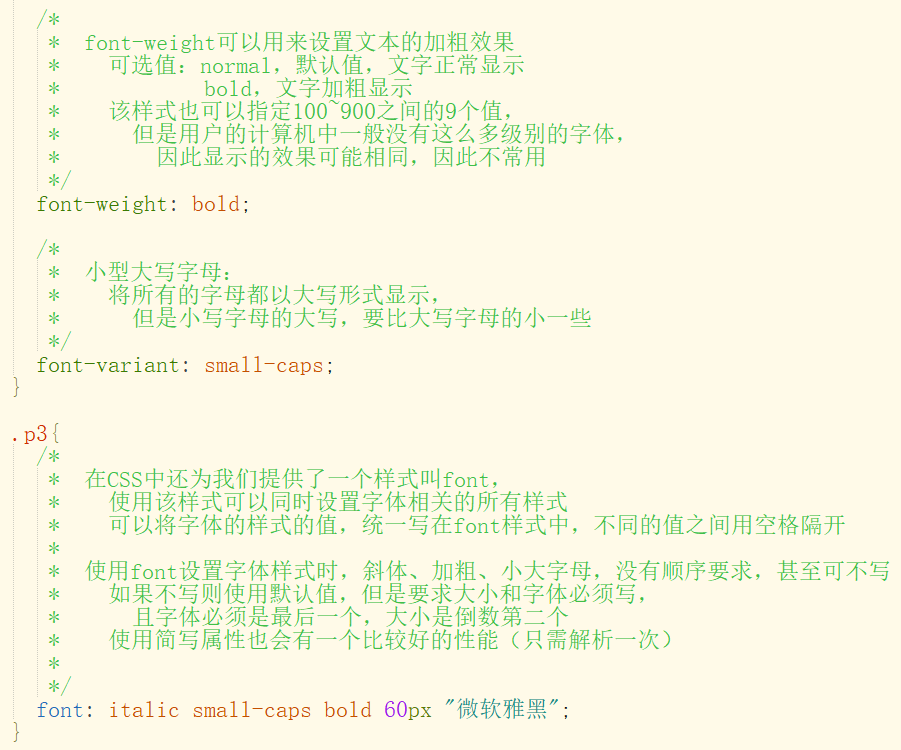 /*
*  font-weight可以用来设置文本的加粗效果
*    可选值：normal，默认值，文字正常显示
*            bold，文字加粗显示
*    该样式也可以指定100~900之间的9个值，
*      但是用户的计算机中一般没有这么多级别的字体，
*        因此显示的效果可能相同，因此不常用
*/
font-weight: bold;
/*
*  小型大写字母：
*    将所有的字母都以大写形式显示，
*      但是小写字母的大写，要比大写字母的小一些
*/
font-variant: small-caps;
}
.p3{
/*
*  在CSS中还为我们提供了一个样式叫font，
*    使用该样式可以同时设置字体相关的所有样式
*    可以将字体的样式的值，统一写在font样式中，不同的值之间用空格隔开
*
*  使用font设置字体样式时，斜体、加粗、小大字母，没有顺序要求，甚至可不写
*    如果不写则使用默认值，但是要求大小和字体必须写，
*      且字体必须是最后一个，大小是倒数第二个
*    使用简写属性也会有一个比较好的性能（只需解析一次）
*
*/
font: italic small-caps bold 60px "微软雅黑";
}